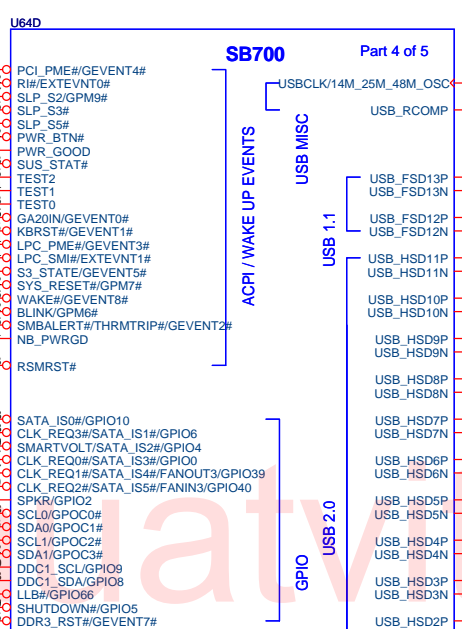 U64D
SB700
Part 4 of 5
PCI_PME#/GEVENT4#
RI#/EXTEVNT0#
SLP_S2/GPM9#
SLP_S3#
SLP_S5#
PWR_BTN#
PWR_GOOD
SUS_STAT#
TEST2
TEST1
TEST0
GA20IN/GEVENT0#
KBRST#/GEVENT1#
LPC_PME#/GEVENT3#
LPC_SMI#/EXTEVNT1#
S3_STATE/GEVENT5#
SYS_RESET#/GPM7#
WAKE#/GEVENT8#
BLINK/GPM6#
SMBALERT#/THRMTRIP#/GEVENT2#
NB_PWRGD
RSMRST#
ACPI / WAKE UP EVENTS
SATA_IS0#/GPIO10
CLK_REQ3#/SATA_IS1#/GPIO6
SMARTVOLT/SATA_IS2#/GPIO4
CLK_REQ0#/SATA_IS3#/GPIO0
CLK_REQ1#/SATA_IS4#/FANOUT3/GPIO39
CLK_REQ2#/SATA_IS5#/FANIN3/GPIO40
SPKR/GPIO2
SCL0/GPOC0#
SDA0/GPOC1#
SCL1/GPOC2#
SDA1/GPOC3#
DDC1_SCL/GPIO9
DDC1_SDA/GPIO8
LLB#/GPIO66
SHUTDOWN#/GPIO5
DDR3_RST#/GEVENT7#
GPIO
USBCLK/14M_25M_48M_OSC
USB_RCOMP
USB MISC
USB_FSD13P
USB_FSD13N
USB_FSD12P
USB_FSD12N
USB 1.1
USB_HSD11P
USB_HSD11N
USB_HSD10P
USB_HSD10N
USB_HSD9P
USB_HSD9N
USB_HSD8P
USB_HSD8N
USB_HSD7P
USB_HSD7N
USB_HSD6P
USB_HSD6N
USB_HSD5P
USB_HSD5N
USB_HSD4P
USB_HSD4N
USB_HSD3P
USB_HSD3N
USB_HSD2P
USB 2.0
uatvi